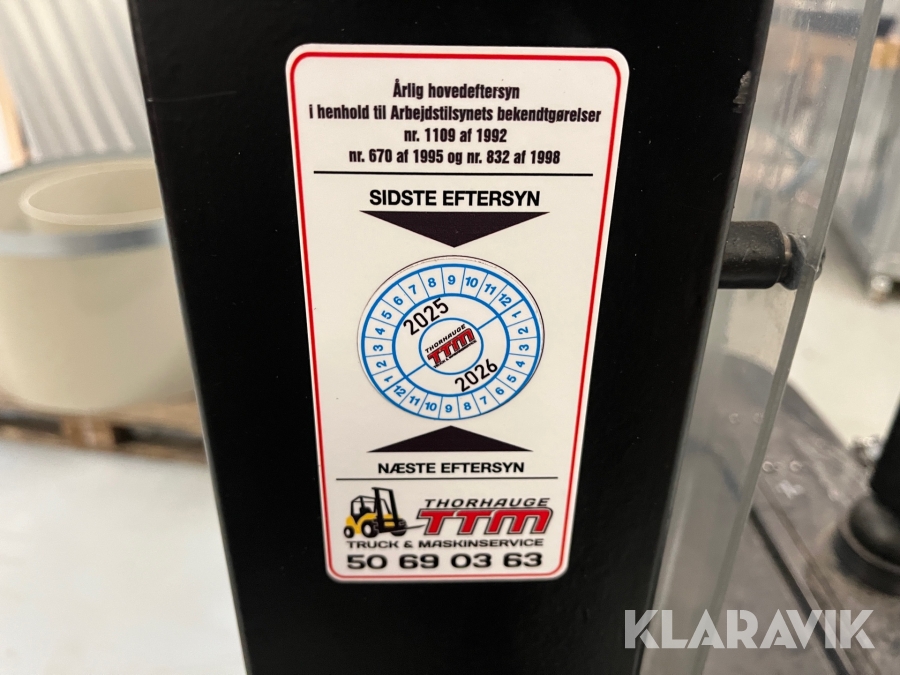 Årlig hovedeftersyn
i henhold til Arbejdstilsynets bekendtgørelser
nr. 1109 af 1992
nr. 670 af 1995 og nr. 832 af 1998
SIDSTE EFTERSYN
1 2 3 4 5 6 7 8 9 10 11 12
2025
THORHAUGE
TTM
2026
1 2 3 4 5 6 7 8 9 10 11 12
NÆSTE EFTERSYN
THORHAUGE
TTM
TRUCK & MASKINSERVICE
50 69 03 63
KLARAVIK